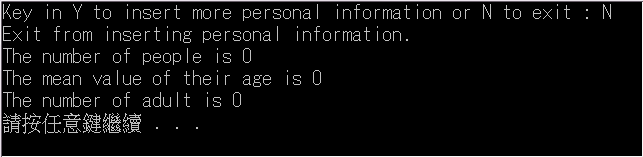 Key in Y to insert more personal information or N to exit : N
Exit from inserting personal information.
The number of people is 0
The mean value of their age is 0
The number of adult is 0
請按任意鍵繼續 . . .